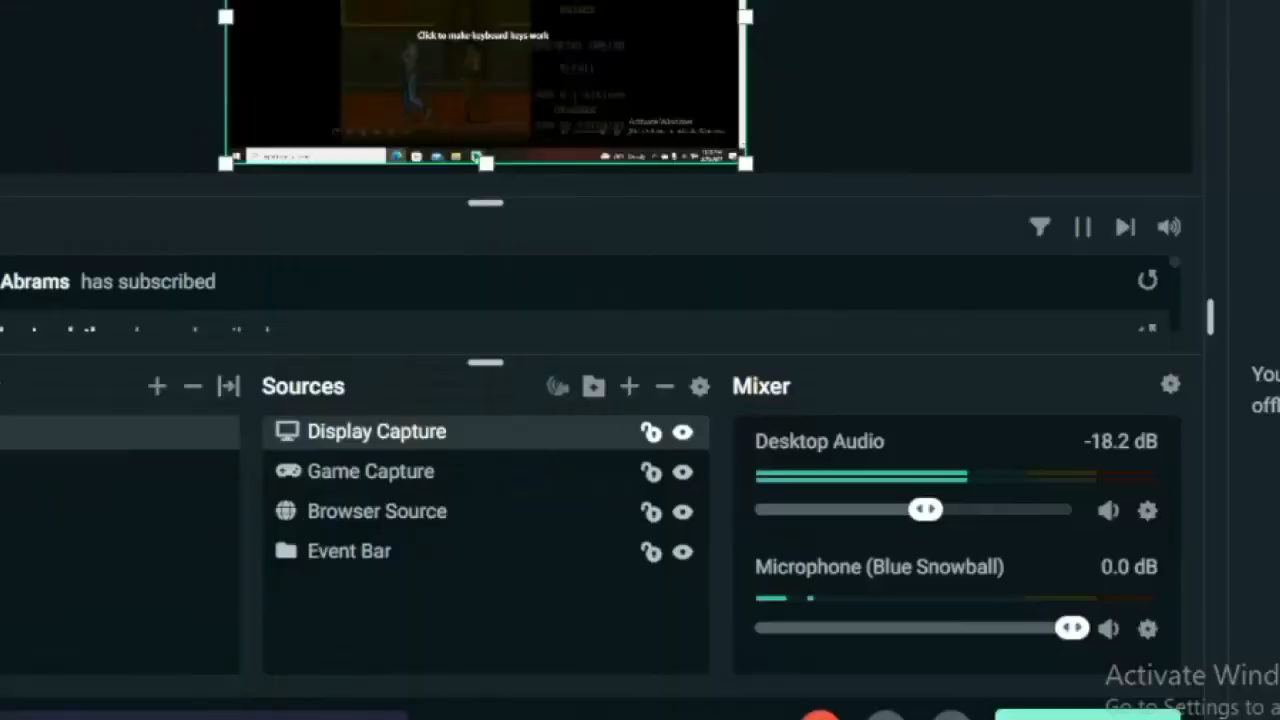 Click to make keyboard keys work
Activate Windows
Abrams has subscribed
You
offl
Sources
Mixer
Display Capture
Game Capture
Browser Source
Event Bar
Desktop Audio -18.2 dB
Microphone (Blue Snowball) 0.0 dB
Activate Wind
Go to Settings to a